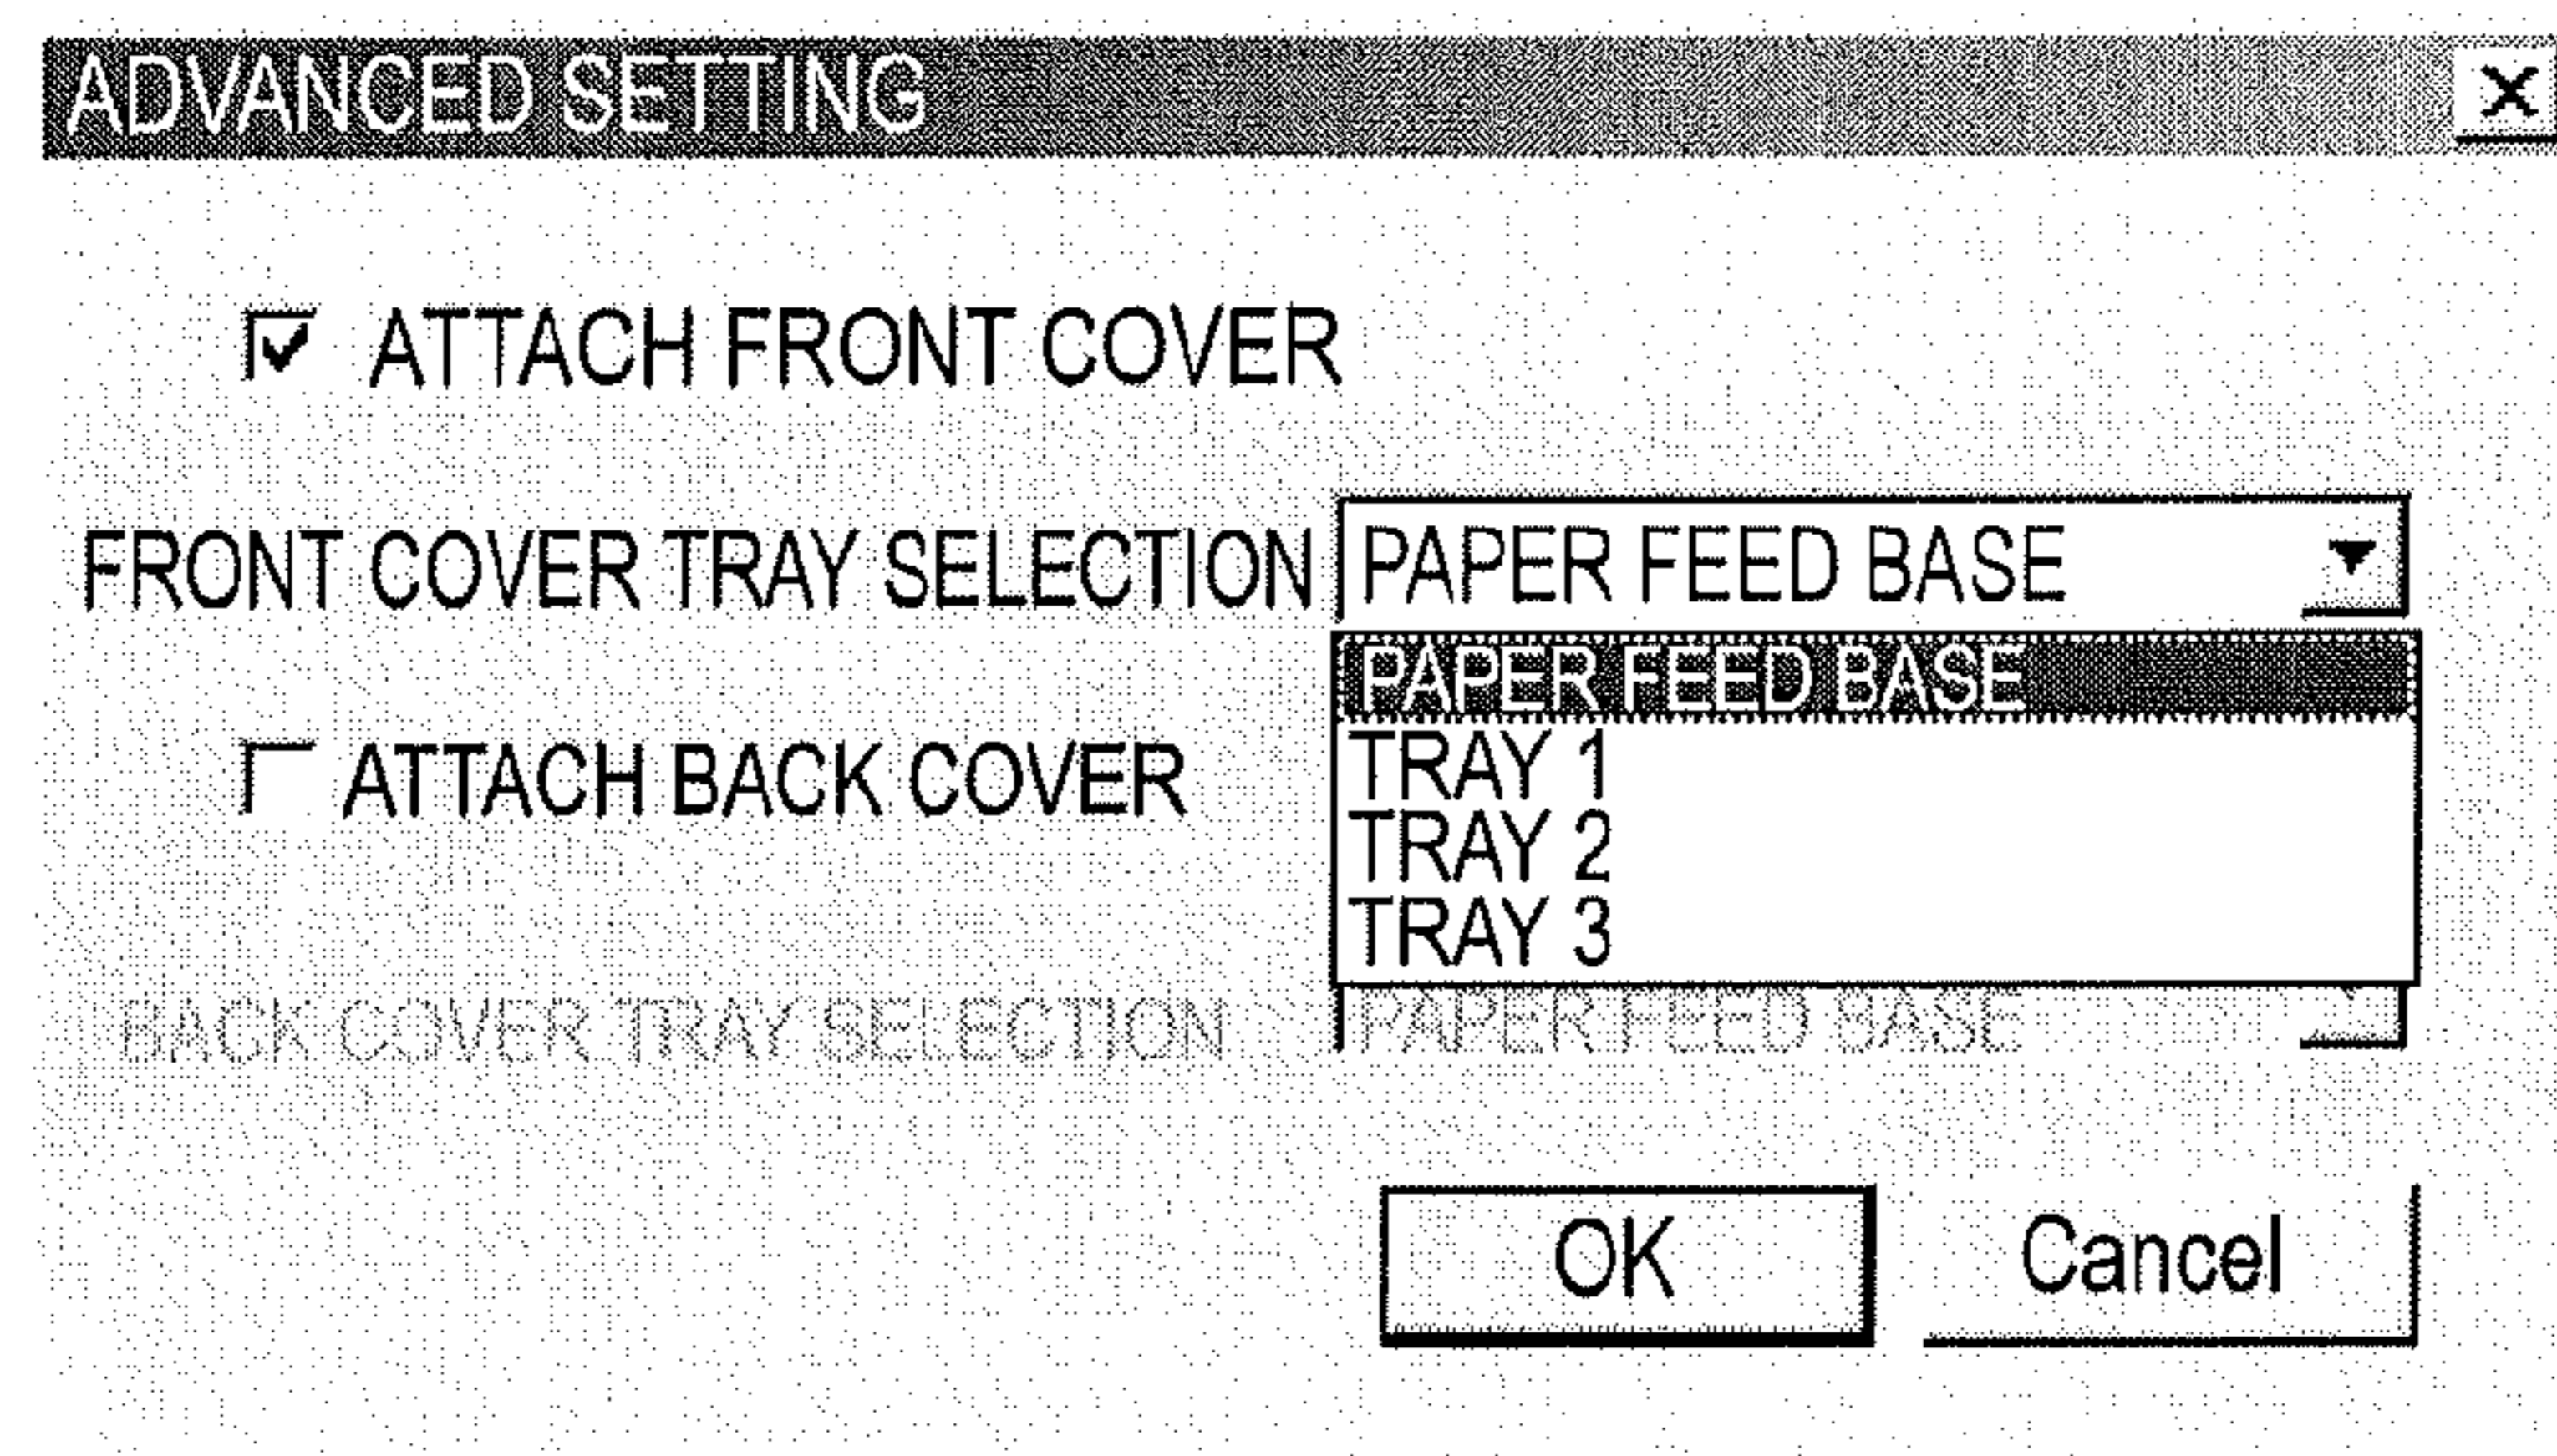 ADVANCED SETTING
ATTACH FRONT COVER
FRONT COVER TRAY SELECTION PAPER FEED BASE
PAPER FEED BASE
ATTACH BACK COVER
TRAY 1
TRAY 2
TRAY 3
BACK COVER TRAY SELECTION PAPER FEED BASE
OK Cancel